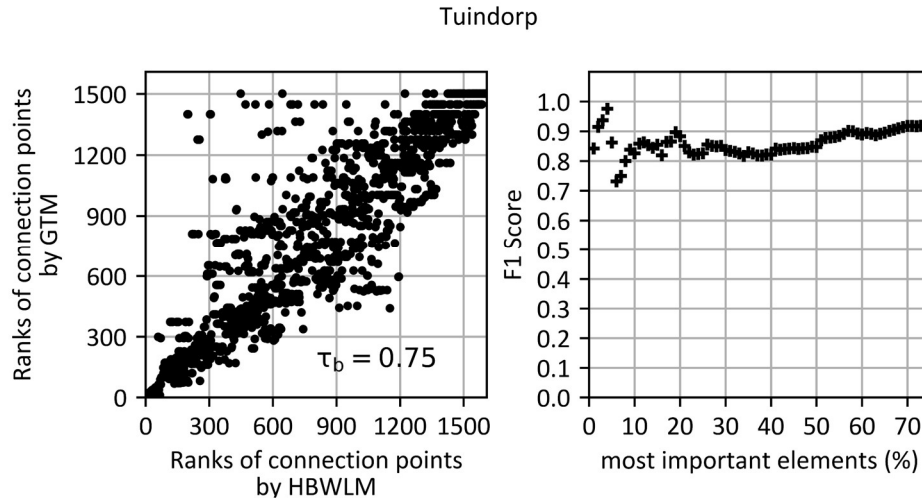 Tuindorp
Ranks of connection points
by GTM
1500
1200
900
600
300
0
τb = 0.75
0 300 600 900 1200 1500
Ranks of connection points
by HBWLM
F1 Score
1.0
0.9
0.8
0.7
0.6
0.5
0.4
0.3
0.2
0.1
0.0
0 10 20 30 40 50 60 70
most important elements (%)